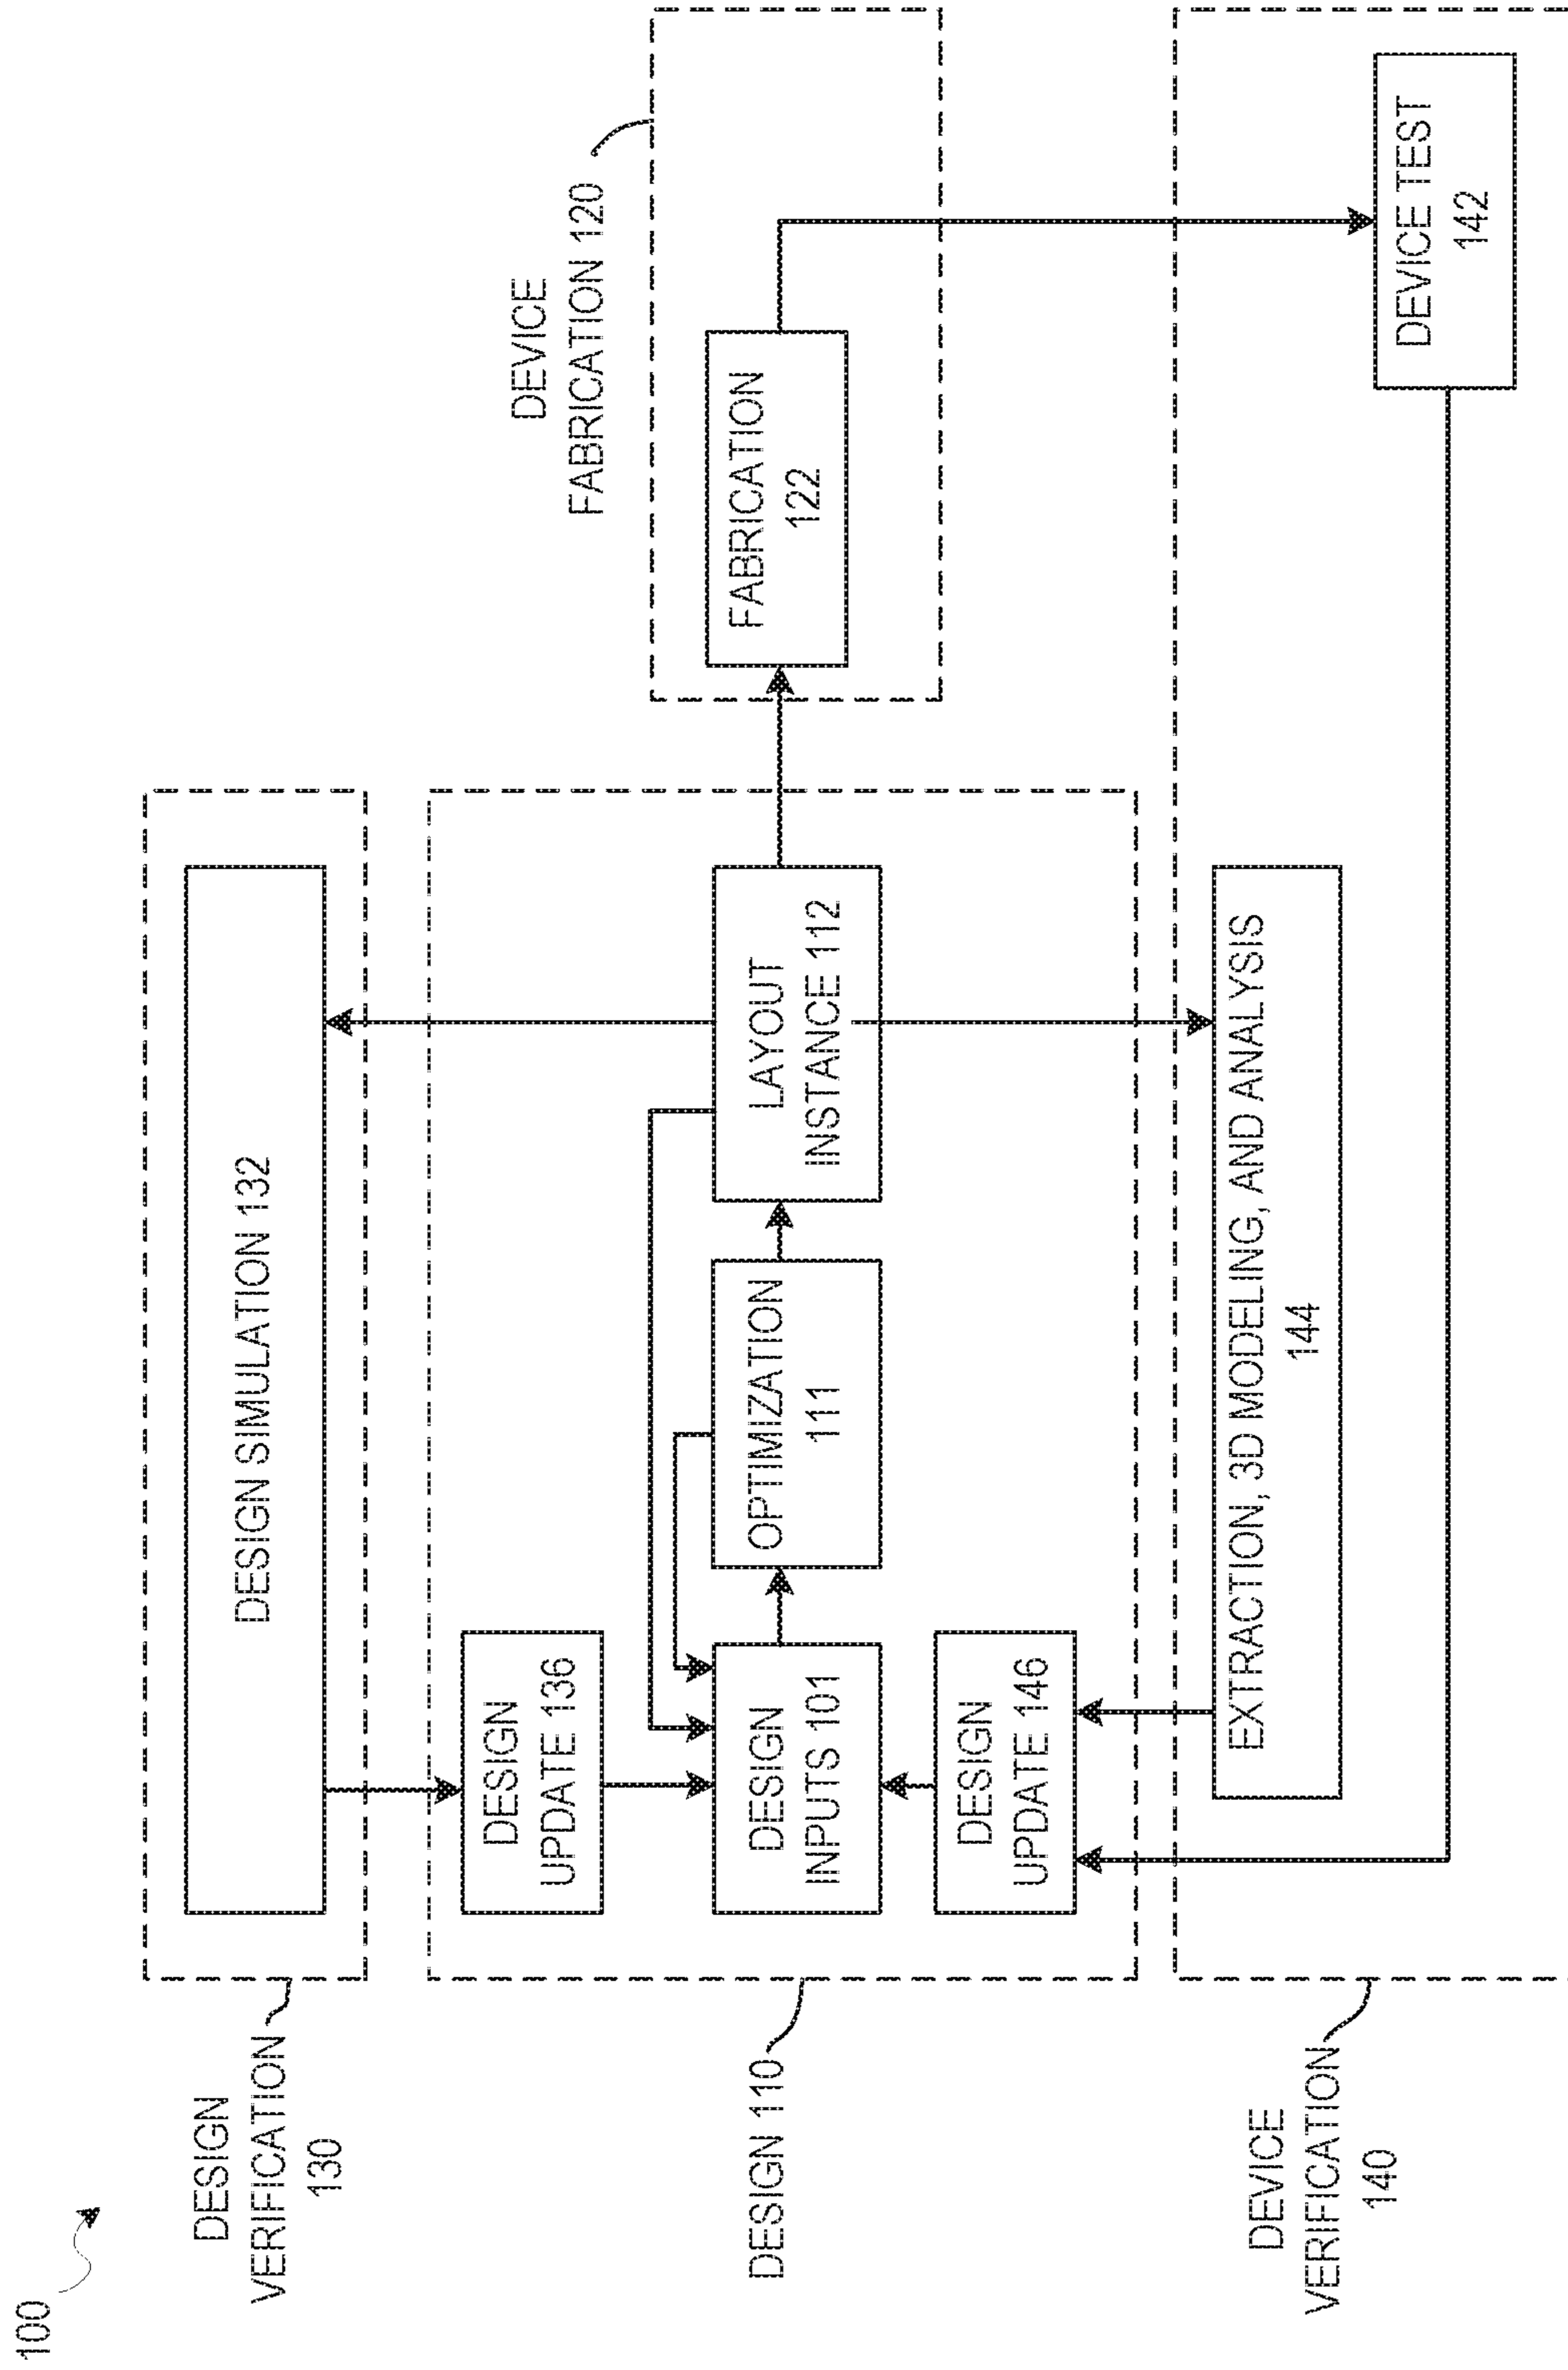 100
DESIGN
VERIFICATION
130
DESIGN SIMULATION 132
DESIGN 110
DESIGN
UPDATE 136
DESIGN
INPUTS 101
OPTIMIZATION
111
LAYOUT
INSTANCE 112
DESIGN
UPDATE 146
DEVICE
FABRICATION 120
FABRICATION
122
DEVICE
VERIFICATION
140
EXTRACTION, 3D MODELING, AND ANALYSIS
144
DEVICE TEST
142